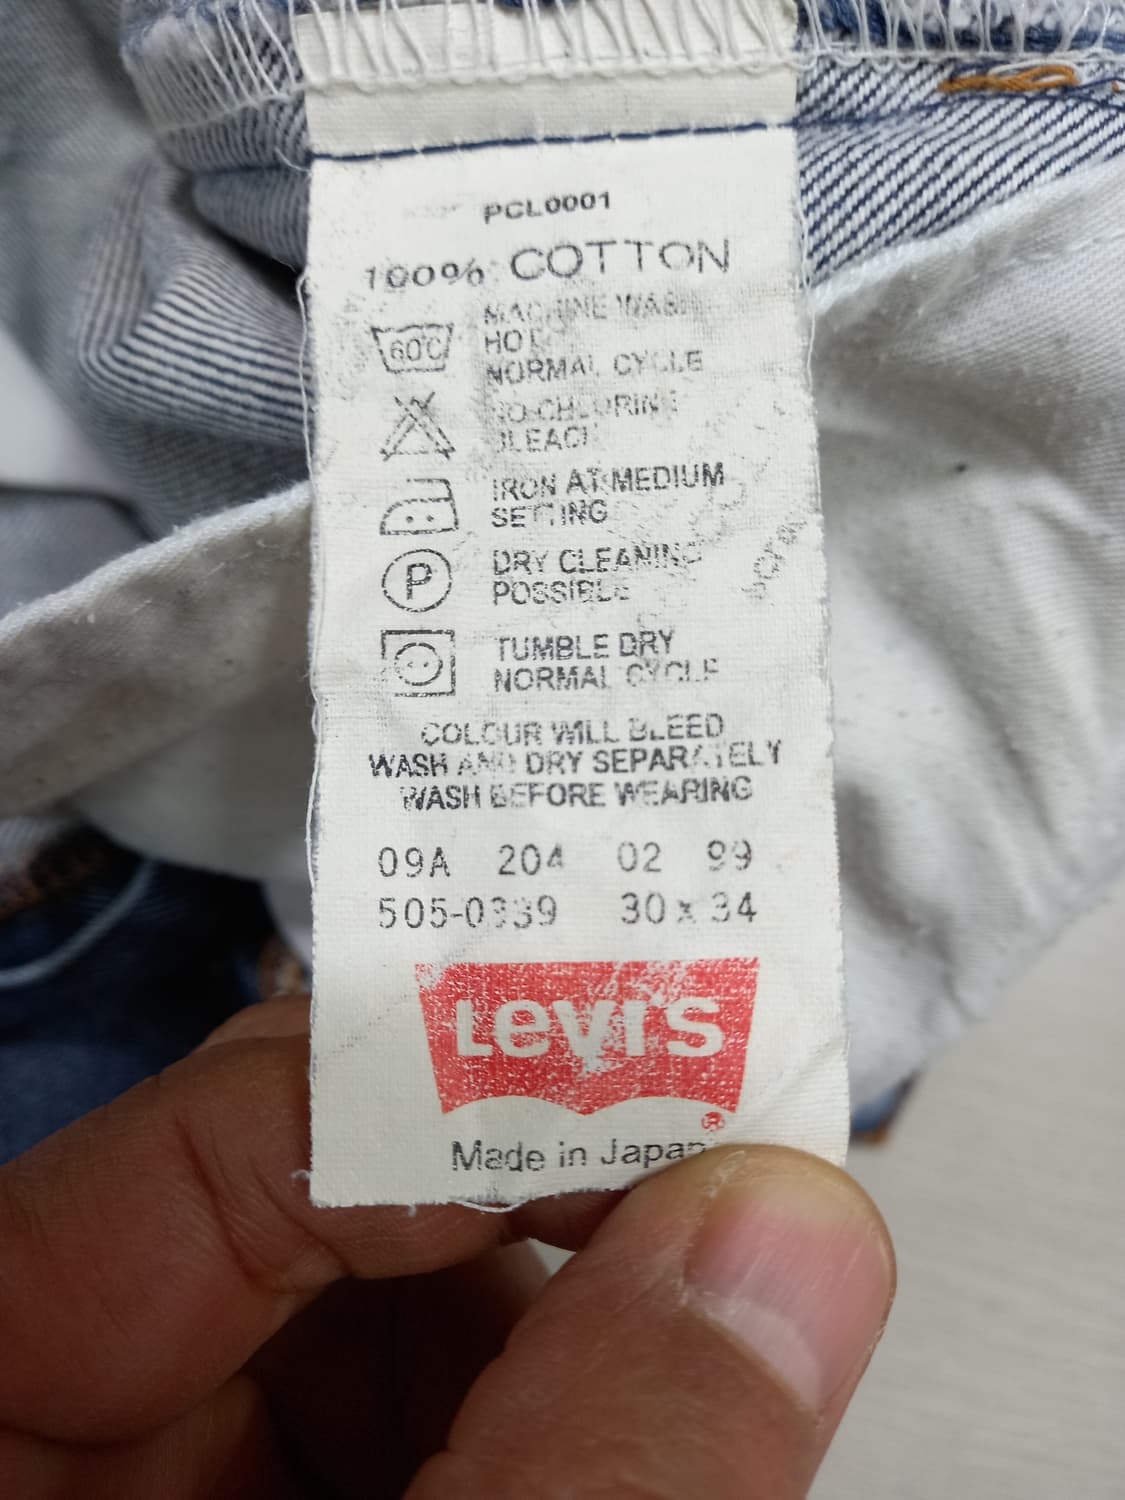 PCL0001
100% COTTON
60°C
MACHINE WASH
HOT
NORMAL CYCLE
NO CHLORINE
BLEACH
IRON AT MEDIUM
SETTING
P
DRY CLEANING
POSSIBLE
TUMBLE DRY
NORMAL CYCLE
COLOUR WILL BLEED
WASH AND DRY SEPARATELY
WASH BEFORE WEARING
09A 204 02 99
505-0339 30 x 34
Levi's
®
Made in Japan